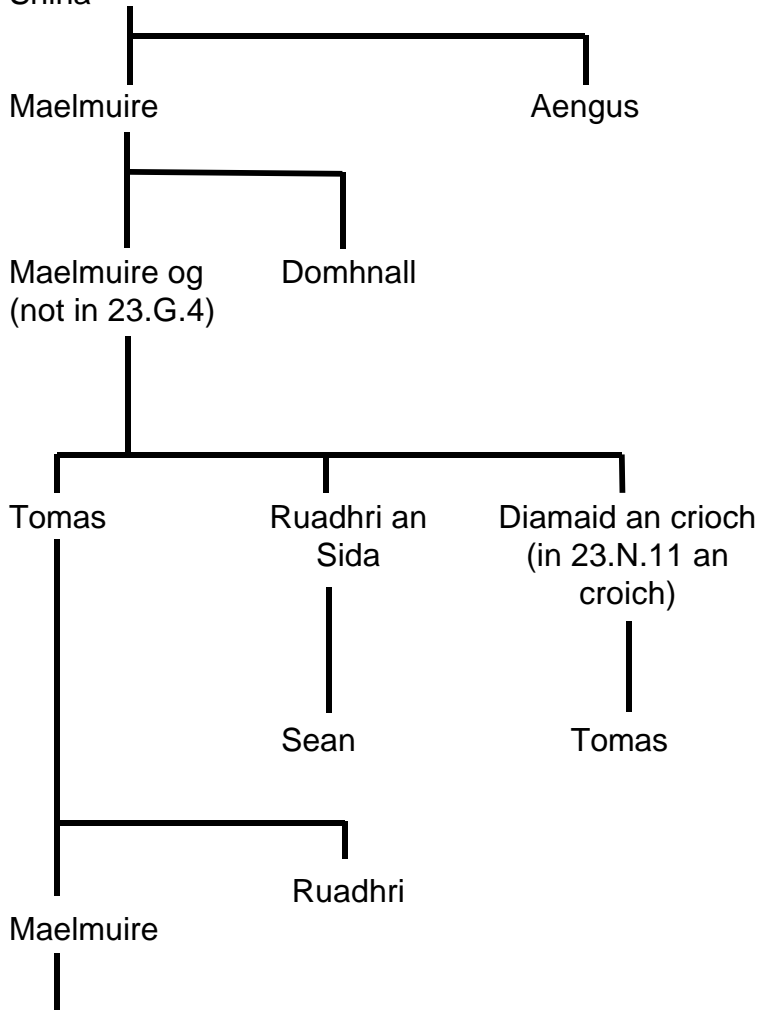 Maelmuire Aengus
Maelmuire og Domhnall
(not in 23.G.4)
Tomas Ruadhri an Diamaid an crioch
Sida (in 23.N.11 an
croich)
Sean Tomas
Ruadhri
Maelmuire